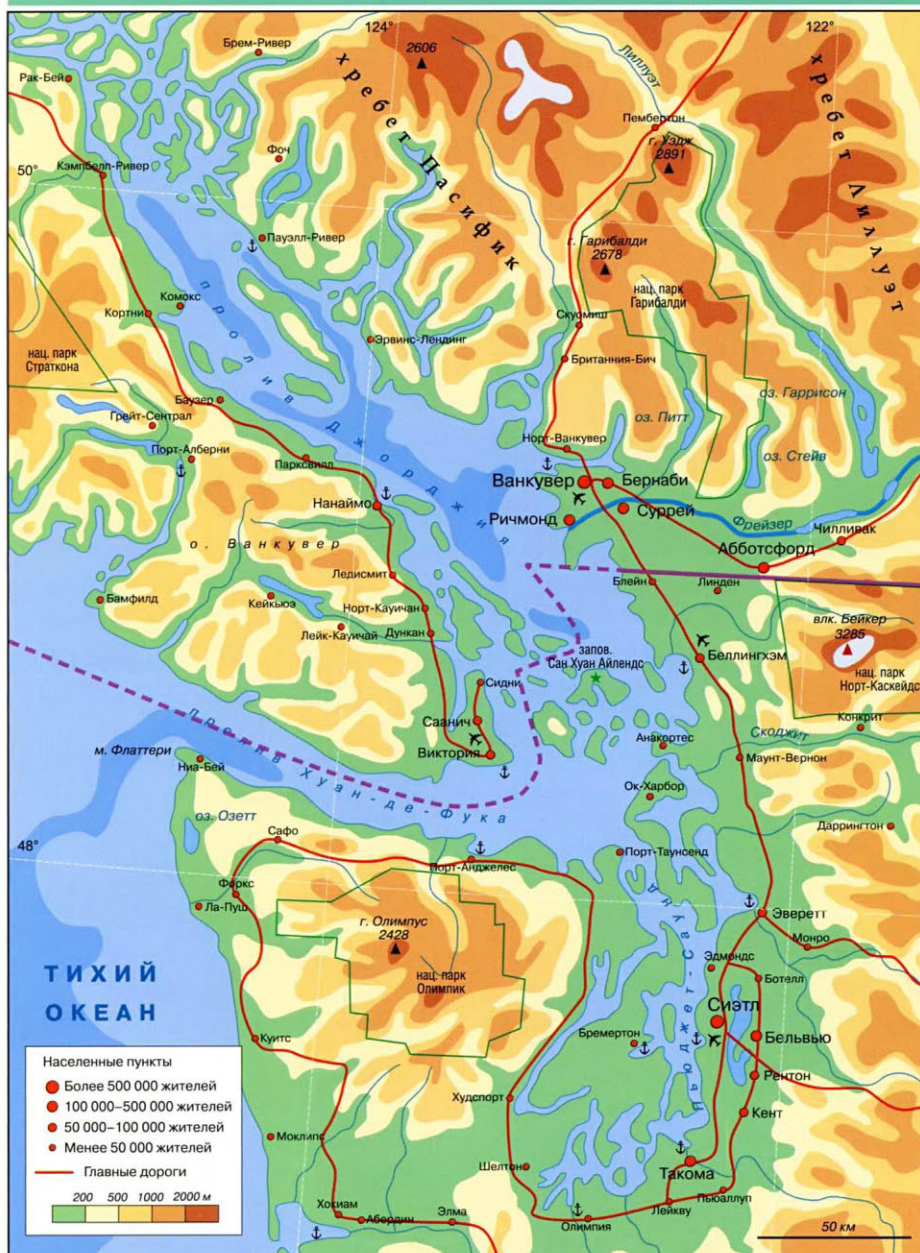 124°
122°
Брем-Ривер
2606
Рак-Бей
хребет Пасифик
Лиллуэт
хребет Лиллуэт
Пембертон
г. Уэдж
2891
Фоч
50°
Кэмпбелл-Ривер
Пауэлл-Ривер
г. Гарибальди
2678
нац. парк
Гарибалди
Комокс
Кортни
Скуомиш
Эрвинс-Лендинг
Британния-Бич
нац. парк
Страткона
пролив Джорджия
Баузер
оз. Гаррисон
оз. Питт
Грейт-Сентрал
Порт-Алберни
Парксвилл
Норт-Ванкувер
оз. Стейв
Ванкувер
Бернаби
Нанаймо
Суррей
Ричмонд
Фрейзер
Чилливак
о. Ванкувер
Абботсфорд
Ледисмит
Блейн
Линден
Бамфилд
Кейкьюэ
Норт-Кауичан
влк. Бейкер
3285
Лейк-Кауичай
Дункан
запов.
Сан Хуан Айлендс
Беллингхэм
нац. парк
Норт-Каскейдс
Сидни
Саанич
Конкрит
Анакортес
Скоджит
м. Флаттери
Виктория
Маунт-Вернон
Ниа-Бей
пролив Хуан-де-Фука
Ок-Харбор
оз. Озетт
Даррингтон
Сафо
48°
Порт-Анджелес
Порт-Таунсенд
Форкс
Ла-Пуш
Эверетт
г. Олимпус
2428
Монро
Эдмондс
ТИХИЙ
ОКЕАН
нац. парк
Олимпик
Ботелл
Пьюджет-Саунд
Сиэтл
Куитс
Бремертон
Бельвью
Населенные пункты
Более 500 000 жителей
100 000–500 000 жителей
50 000–100 000 жителей
Менее 50 000 жителей
Главные дороги
200 500 1000 2000 м
Рентон
Худспорт
Кент
Моклипс
Шелтон
Такома
Хокиам
Абердин
Элма
Олимпия
Лейкву
Пьюаллуп
50 км